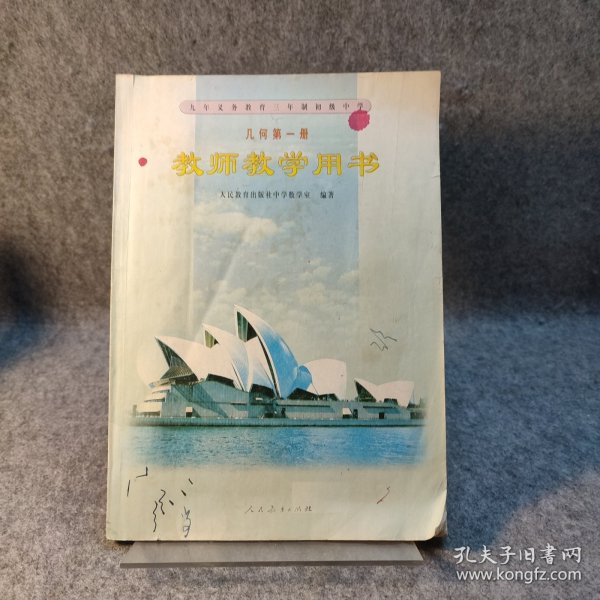 九年义务教育三年制初级中学
几何第一册
教师教学用书
人民教育出版社中学数学室 编著
人民教育出版社
孔夫子旧书网
www.kongfz.com